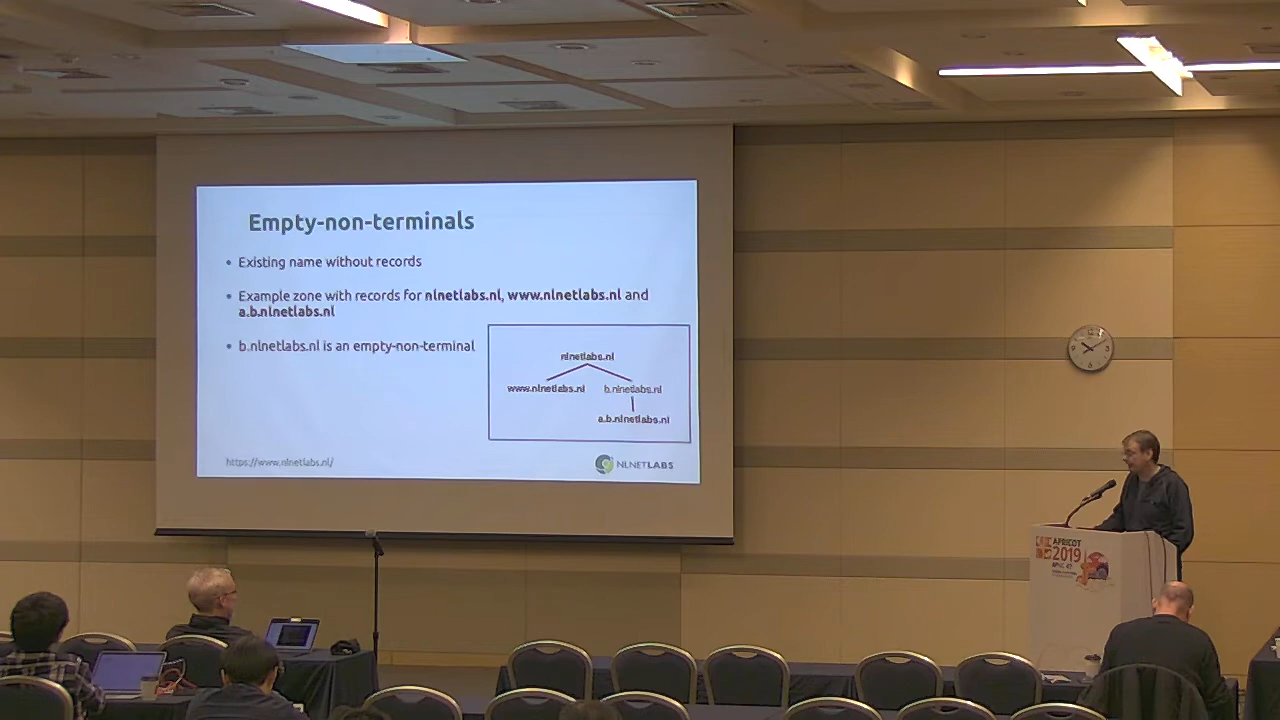 Empty-non-terminals
• Existing name without records
• Example zone with records for nlnetlabs.nl, www.nlnetlabs.nl and
a.b.nlnetlabs.nl
• b.nlnetlabs.nl is an empty-non-terminal
nlnetlabs.nl
www.nlnetlabs.nl b.nlnetlabs.nl
a.b.nlnetlabs.nl
https://www.nlnetlabs.nl/
NLNETLABS
APRICOT
2019
APNIC 47